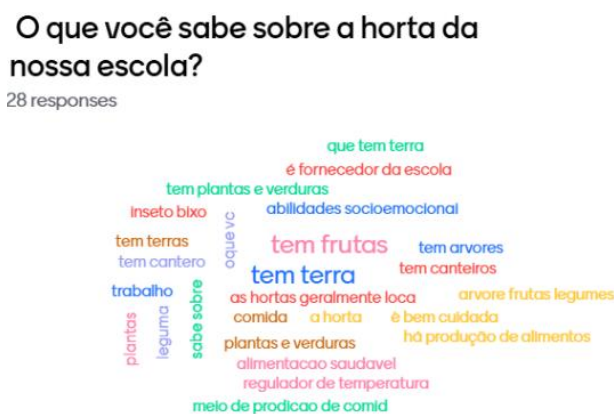 O que você sabe sobre a horta da
nossa escola?
28 responses
que tem terra
é fornecedor da escola
tem plantas e verduras
inseto bixo
abilidades socioemocional
oque vc
tem terras
tem frutas
tem arvores
tem cantero
tem terra
tem canteiros
trabalho
sabe sobre
as hortas geralmente loca
arvore frutas legumes
plantas
leguma
comida
a horta
è bem cuidada
plantas e verduras
há produção de alimentos
alimentacao saudavel
regulador de temperatura
meio de prodicao de comid